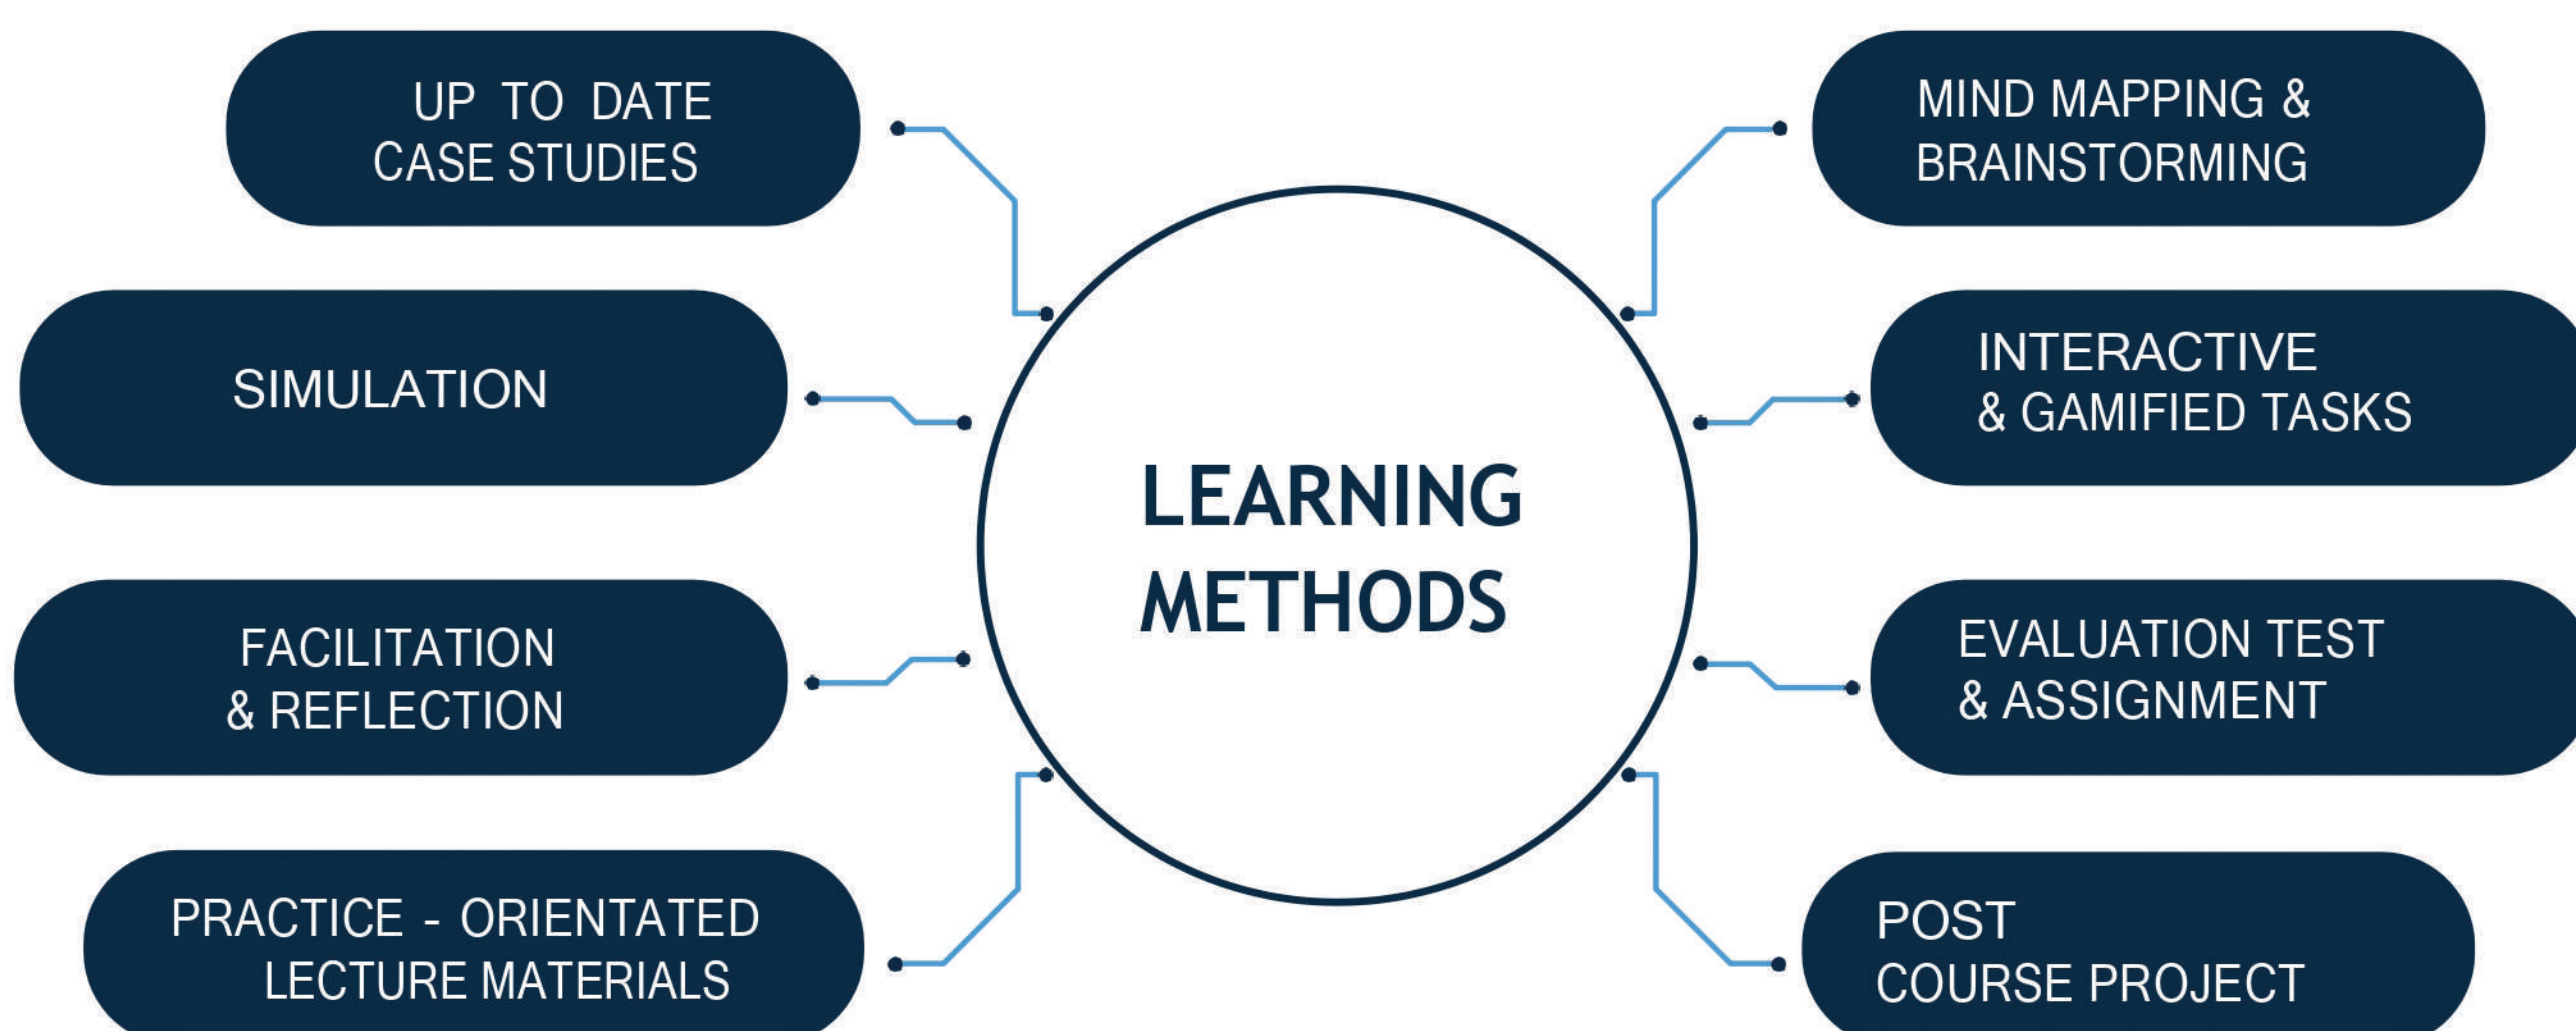 UP TO DATE
CASE STUDIES
SIMULATION
FACILITATION
& REFLECTION
PRACTICE - ORIENTATED
LECTURE MATERIALS
LEARNING
METHODS
MIND MAPPING &
BRAINSTORMING
INTERACTIVE
& GAMIFIED TASKS
EVALUATION TEST
& ASSIGNMENT
POST
COURSE PROJECT